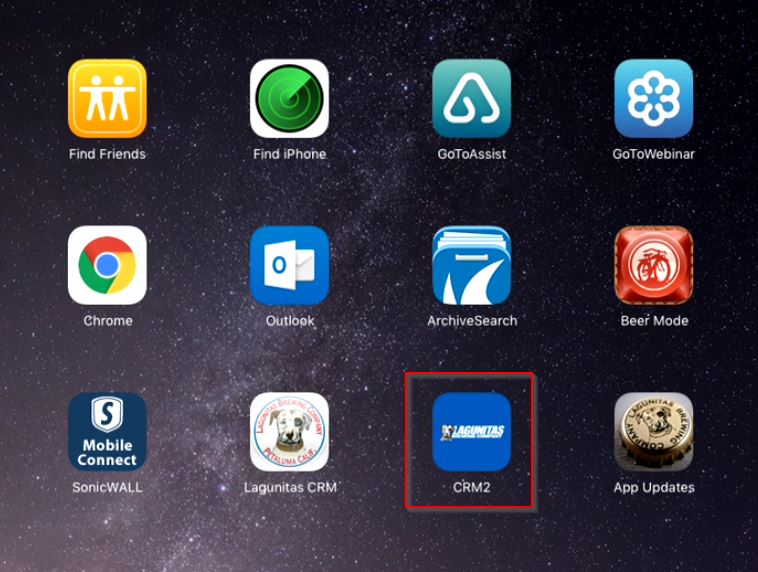 Find Friends
Find iPhone
GoToAssist
GoToWebinar
Chrome
O
Outlook
ArchiveSearch
Beer Mode
S
Mobile
Connect
SonicWALL
LAGUNITAS BREWING COMPANY
PETALUMA CALIF.
Lagunitas CRM
LAGUNITAS
BREWING COMPANY
CRM2
LAGUNITAS BREWING
COMPANY
App Updates